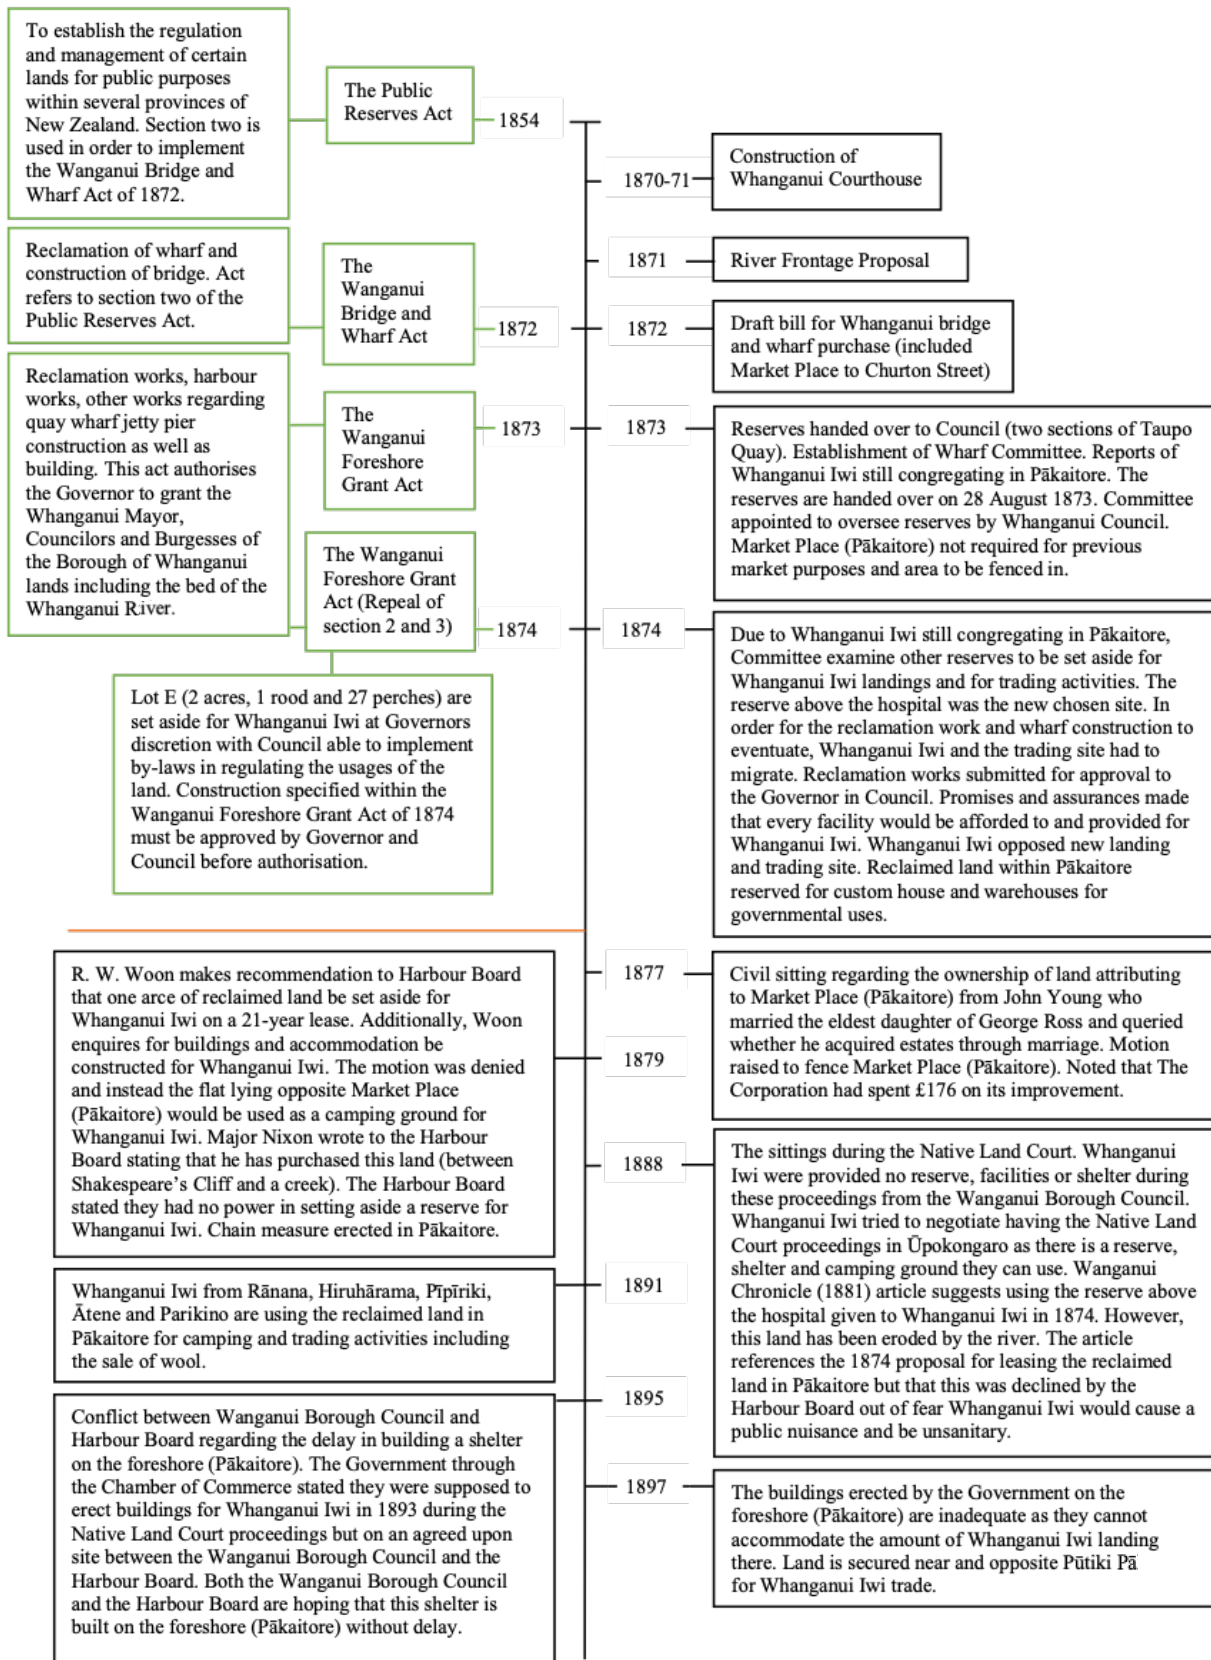 To establish the regulation
and management of certain
lands for public purposes
within several provinces of
New Zealand. Section two is
used in order to implement
the Wanganui Bridge and
Wharf Act of 1872.
The Public
Reserves Act
1854
1870-71
Construction of
Whanganui Courthouse
1871
River Frontage Proposal
Reclamation of wharf and
construction of bridge. Act
refers to section two of the
Public Reserves Act.
The
Wanganui
Bridge and
Wharf Act
1872
1872
Draft bill for Whanganui bridge
and wharf purchase (included
Market Place to Churton Street)
Reclamation works, harbour
works, other works regarding
quay wharf jetty pier
construction as well as
building. This act authorises
the Governor to grant the
Whanganui Mayor,
Councilors and Burgesses of
the Borough of Whanganui
lands including the bed of the
Whanganui River.
The
Wanganui
Foreshore
Grant Act
1873
1873
Reserves handed over to Council (two sections of Taupo
Quay). Establishment of Wharf Committee. Reports of
Whanganui Iwi still congregating in Pākaitore. The
reserves are handed over on 28 August 1873. Committee
appointed to oversee reserves by Whanganui Council.
Market Place (Pākaitore) not required for previous
market purposes and area to be fenced in.
The Wanganui
Foreshore Grant
Act (Repeal of
section 2 and 3)
1874
1874
Due to Whanganui Iwi still congregating in Pākaitore,
Committee examine other reserves to be set aside for
Whanganui Iwi landings and for trading activities. The
reserve above the hospital was the new chosen site. In
order for the reclamation work and wharf construction to
eventuate, Whanganui Iwi and the trading site had to
migrate. Reclamation works submitted for approval to
the Governor in Council. Promises and assurances made
that every facility would be afforded to and provided for
Whanganui Iwi. Whanganui Iwi opposed new landing
and trading site. Reclaimed land within Pākaitore
reserved for custom house and warehouses for
governmental uses.
Lot E (2 acres, 1 rood and 27 perches) are
set aside for Whanganui Iwi at Governors
discretion with Council able to implement
by-laws in regulating the usages of the
land. Construction specified within the
Wanganui Foreshore Grant Act of 1874
must be approved by Governor and
Council before authorisation.
1877
Civil sitting regarding the ownership of land attributing
to Market Place (Pākaitore) from John Young who
married the eldest daughter of George Ross and queried
whether he acquired estates through marriage. Motion
raised to fence Market Place (Pākaitore). Noted that The
Corporation had spent £176 on its improvement.
R. W. Woon makes recommendation to Harbour Board
that one arce of reclaimed land be set aside for
Whanganui Iwi on a 21-year lease. Additionally, Woon
enquires for buildings and accommodation be
constructed for Whanganui Iwi. The motion was denied
and instead the flat lying opposite Market Place
(Pākaitore) would be used as a camping ground for
Whanganui Iwi. Major Nixon wrote to the Harbour
Board stating that he has purchased this land (between
Shakespeare's Cliff and a creek). The Harbour Board
stated they had no power in setting aside a reserve for
Whanganui Iwi. Chain measure erected in Pākaitore.
1879
1888
The sittings during the Native Land Court. Whanganui
Iwi were provided no reserve, facilities or shelter during
these proceedings from the Wanganui Borough Council.
Whanganui Iwi tried to negotiate having the Native Land
Court proceedings in Ūpokongaro as there is a reserve,
shelter and camping ground they can use. Wanganui
Chronicle (1881) article suggests using the reserve above
the hospital given to Whanganui Iwi in 1874. However,
this land has been eroded by the river. The article
references the 1874 proposal for leasing the reclaimed
land in Pākaitore but that this was declined by the
Harbour Board out of fear Whanganui Iwi would cause a
public nuisance and be unsanitary.
Whanganui Iwi from Rānana, Hiruhārama, Pīpīriki,
Ātene and Parikino are using the reclaimed land in
Pākaitore for camping and trading activities including
the sale of wool.
1891
Conflict between Wanganui Borough Council and
Harbour Board regarding the delay in building a shelter
on the foreshore (Pākaitore). The Government through
the Chamber of Commerce stated they were supposed to
erect buildings for Whanganui Iwi in 1893 during the
Native Land Court proceedings but on an agreed upon
site between the Wanganui Borough Council and the
Harbour Board. Both the Wanganui Borough Council
and the Harbour Board are hoping that this shelter is
built on the foreshore (Pākaitore) without delay.
1895
1897
The buildings erected by the Government on the
foreshore (Pākaitore) are inadequate as they cannot
accommodate the amount of Whanganui Iwi landing
there. Land is secured near and opposite Pūtiki Pā
for Whanganui Iwi trade.